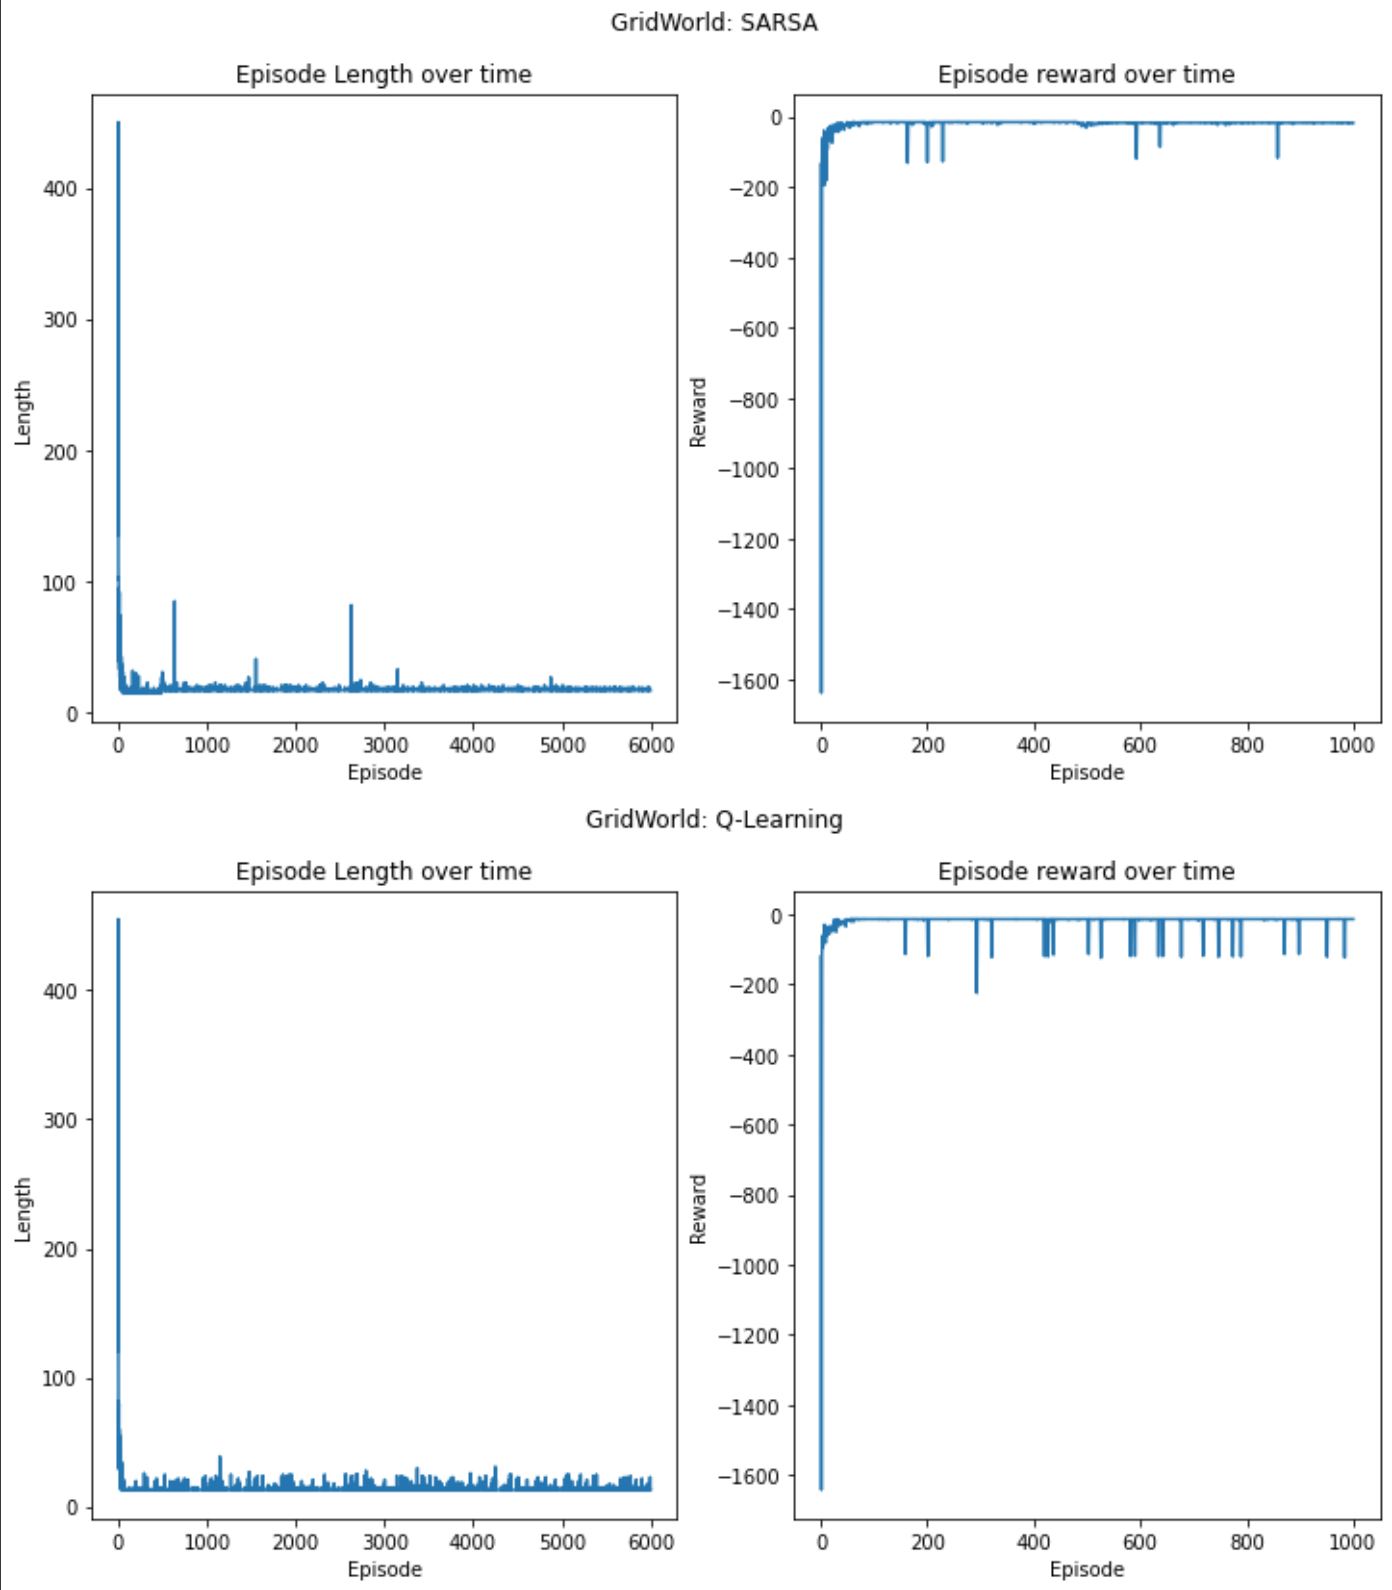 GridWorld: SARSA
Episode Length over time
Length
400
300
200
100
0
0 1000 2000 3000 4000 5000 6000
Episode
Episode reward over time
Reward
0
−200
−400
−600
−800
−1000
−1200
−1400
−1600
0 200 400 600 800 1000
Episode
GridWorld: Q-Learning
Episode Length over time
Length
400
300
200
100
0
0 1000 2000 3000 4000 5000 6000
Episode
Episode reward over time
Reward
0
−200
−400
−600
−800
−1000
−1200
−1400
−1600
0 200 400 600 800 1000
Episode